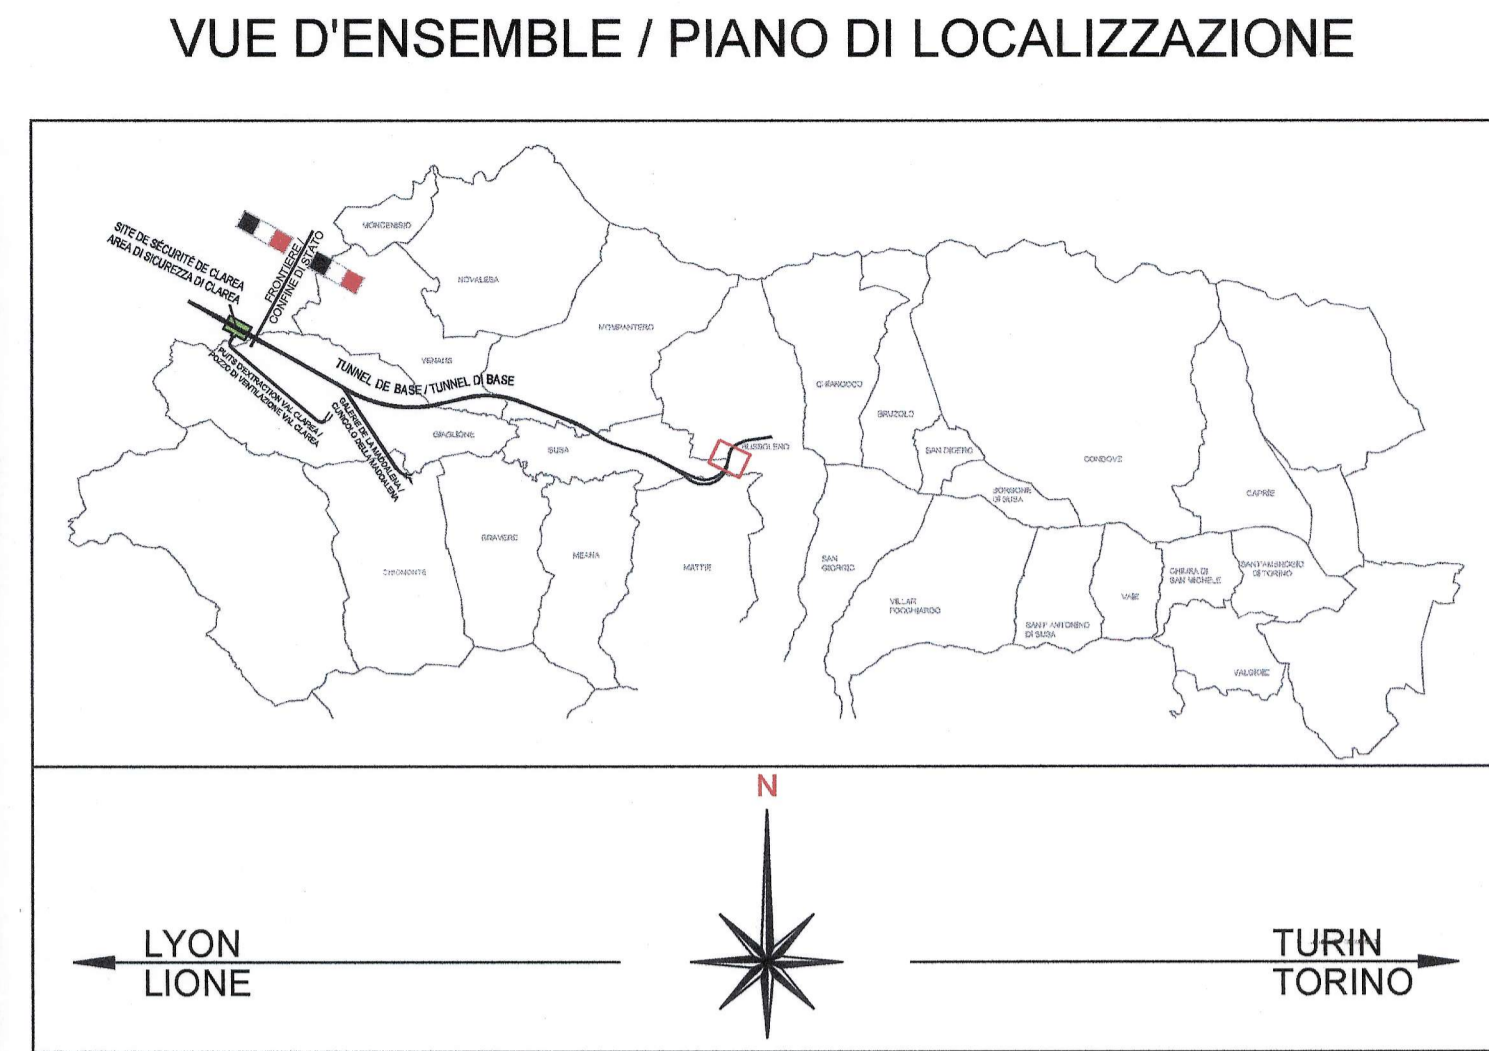 VUE D'ENSEMBLE / PIANO DI LOCALIZZAZIONE
SITE DE SÉCURITÉ DE CLAREA
AREA DI SICUREZZA DI CLAREA
FRONTIERE /
CONFINE DI STATO
MONCENISIO
NOVALESA
MOMPANTERO
VENAUS
TUNNEL DE BASE / TUNNEL DI BASE
PUITS D'EXTRACTION VAL CLAREA /
POZZO DI VENTILAZIONE VAL CLAREA
GALERIE DE LA MADDALENA /
CUNICOLO DELLA MADDALENA
GIAGLIONE
SUSA
BUSSOLENO
CHIANOCCO
BRUZOLO
SAN DIDERO
CONDOVE
BORGONE
DI SUSA
CAPRIE
CHIOMONTE
GRAVERE
MEANA
MATTIE
SAN
GIORIO
VILLAR
FOCCHIARDO
SANT' ANTONINO
DI SUSA
VAIE
CHIUSA DI
SAN MICHELE
SANT'AMBROGIO
DI TORINO
VALGIOIE
N
LYON
LIONE
TURIN
TORINO